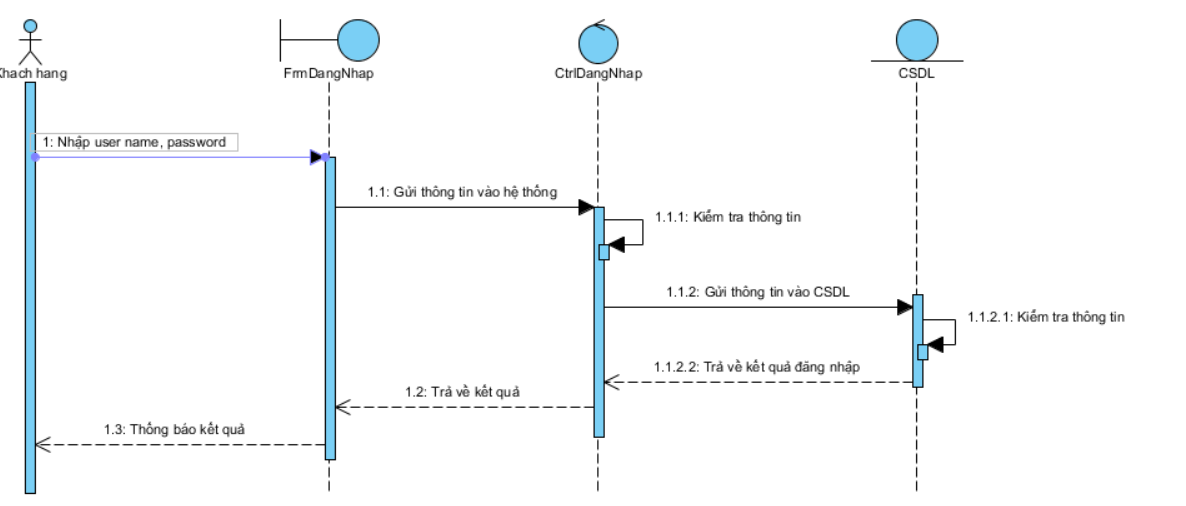 Khach hang
FrmDangNhap
CtrlDangNhap
CSDL
1: Nhập user name, password
1.1: Gửi thông tin vào hệ thống
1.1.1: Kiểm tra thông tin
1.1.2: Gửi thông tin vào CSDL
1.1.2.1: Kiểm tra thông tin
1.1.2.2: Trả về kết quả đăng nhập
1.2: Trả về kết quả
1.3: Thông báo kết quả